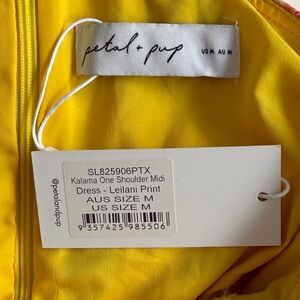 petal + pup
US M AU M
SL825906PTX
Kalama One Shoulder Midi
Dress - Leilani Print
AUS SIZE M
US SIZE M
9 357425 985506
@petalandpup